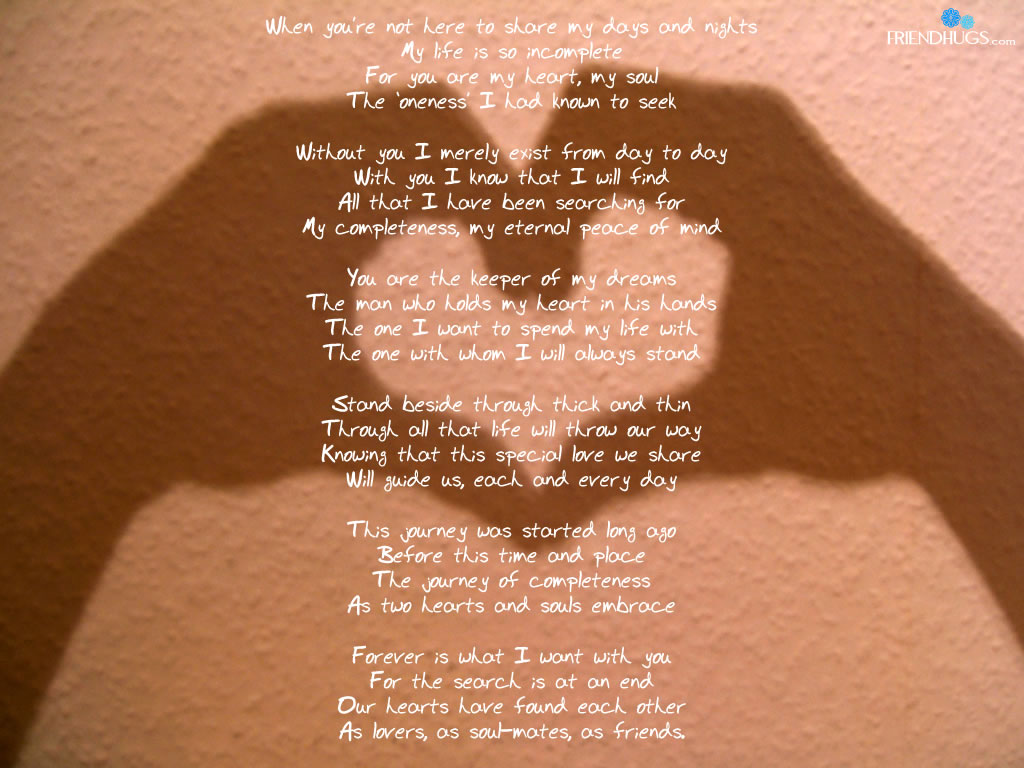 FRIENDHUGS.com
When you're not here to share my days and nights
My life is so incomplete
For you are my heart, my soul
The 'oneness' I had known to seek
Without you I merely exist from day to day
With you I know that I will find
All that I have been searching for
My completeness, my eternal peace of mind
You are the keeper of my dreams
The man who holds my heart in his hands
The one I want to spend my life with
The one with whom I will always stand
Stand beside through thick and thin
Through all that life will throw our way
Knowing that this special love we share
Will guide us, each and every day
This journey was started long ago
Before this time and place
The journey of completeness
As two hearts and souls embrace
Forever is what I want with you
For the search is at an end
Our hearts have found each other
As lovers, as soul-mates, as friends.